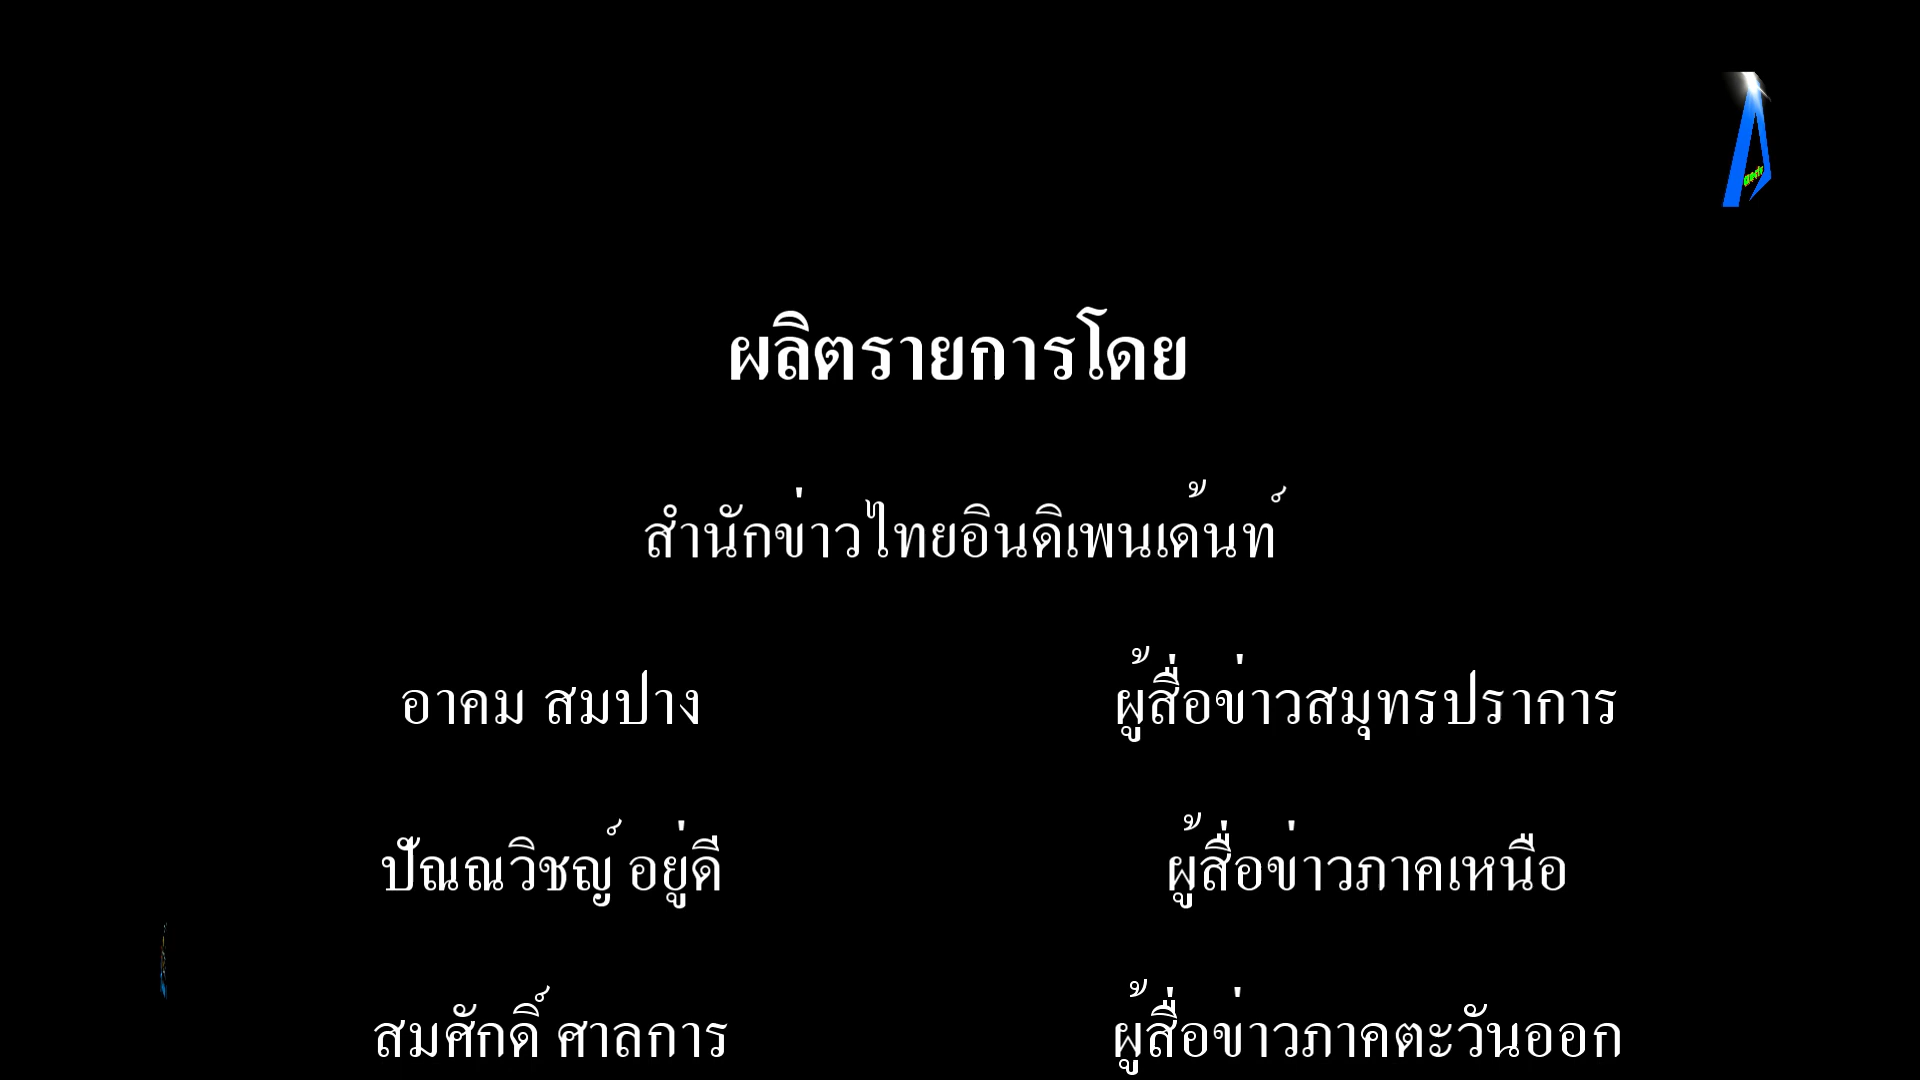 ผลิตรายการโดย
สำนักข่าวไทยอินดิเพนเด้นท์
อาคม สมปาง ผู้สื่อข่าวสมุทรปราการ
ปัณณวิชญ์ อยู่ดี ผู้สื่อข่าวภาคเหนือ
สมศักดิ์ ศาลการ ผู้สื่อข่าวภาคตะวันออก